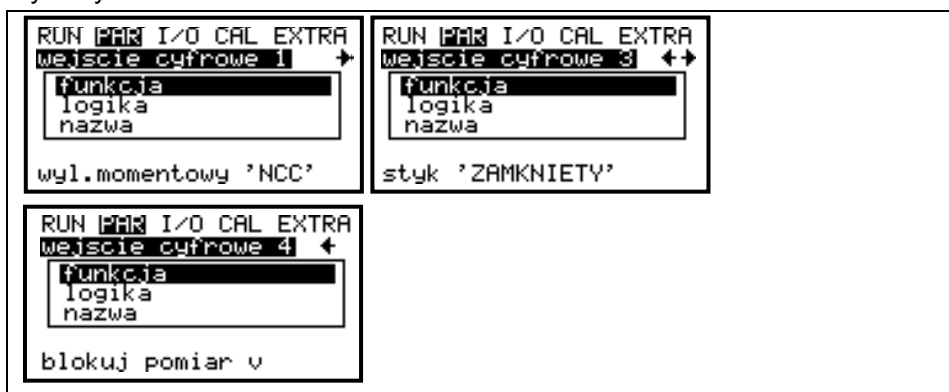 RUN PAR I/O CAL EXTRA
wejscie cyfrowe 1 →
funkcja
logika
nazwa
wyl.momentowy 'NCC'
RUN PAR I/O CAL EXTRA
wejscie cyfrowe 3 ←→
funkcja
logika
nazwa
styk 'ZAMKNIETY'
RUN PAR I/O CAL EXTRA
wejscie cyfrowe 4 ←
funkcja
logika
nazwa
blokuj pomiar v